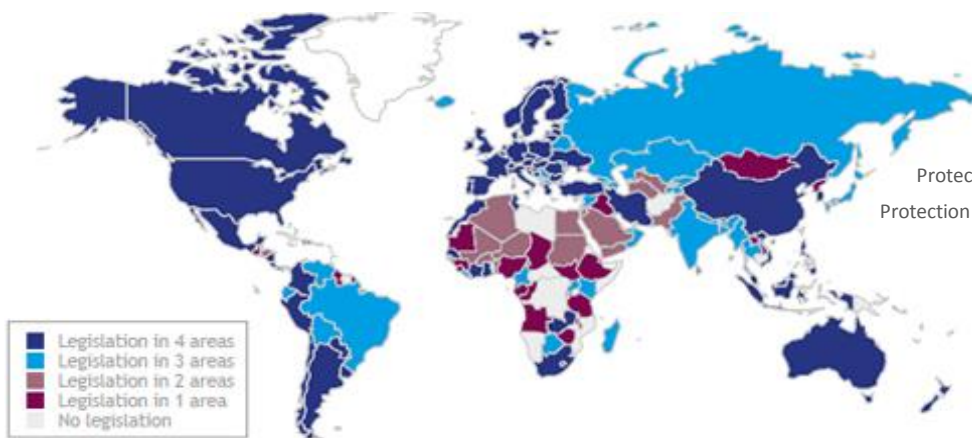 Protec
Protection
Legislation in 4 areas
Legislation in 3 areas
Legislation in 2 areas
Legislation in 1 area
No legislation